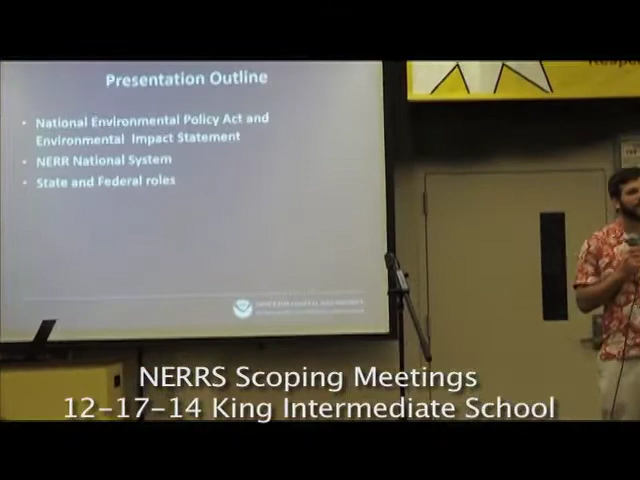 Presentation Outline
• National Environmental Policy Act and
Environmental Impact Statement
• NERR National System
• State and Federal roles
NERRS Scoping Meetings
12-17-14 King Intermediate School